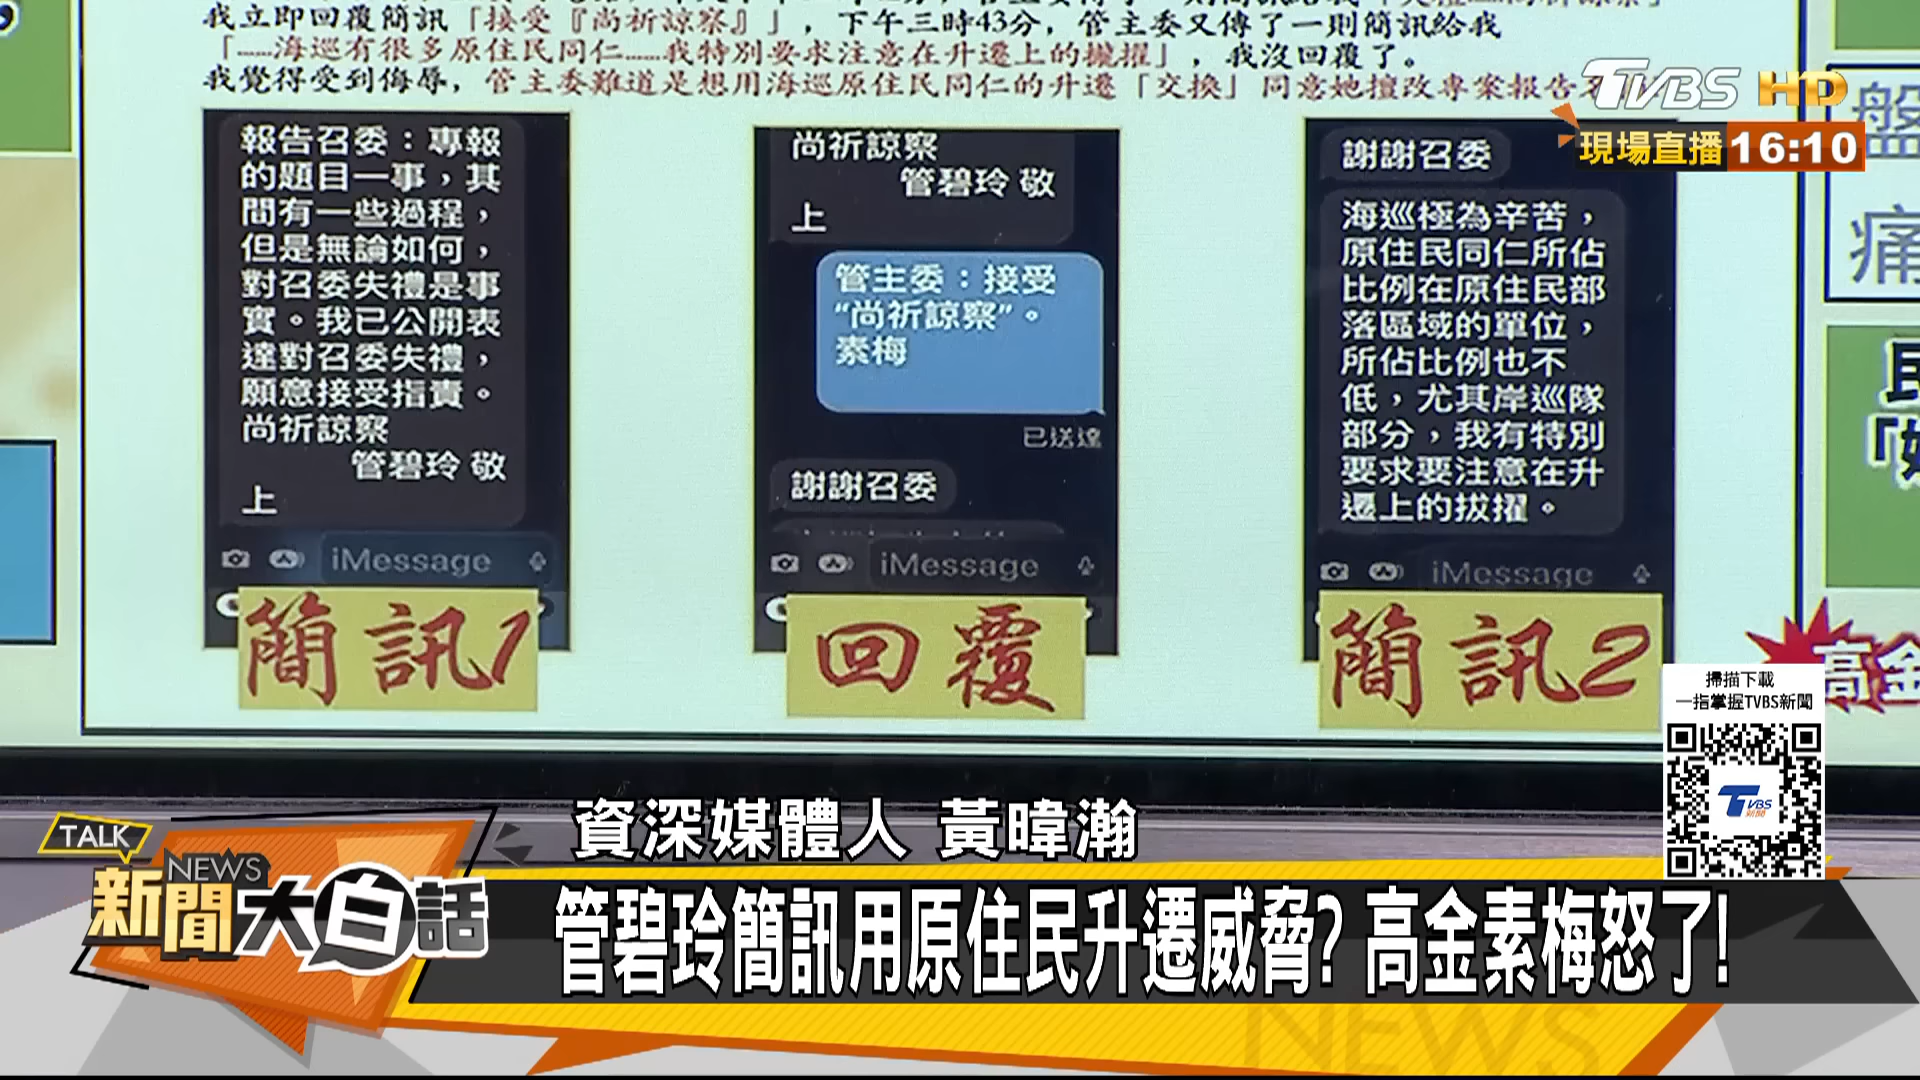 我立即回覆簡訊「接受『尚祈諒察』」,下午三時43分,管主委又傳了一則簡訊給我
「......海巡有很多原住民同仁......我特別要求注意在升遷上的攏擢」,我沒回覆了。
我覺得受到侮辱,管主委難道是想用海巡原住民同仁的升遷「交換」同意她擅改專案報告
TVBS HD
現場直播 16:10
報告召委：專報
的題目一事，其
間有一些過程，
但是無論如何，
對召委失禮是事
實。我已公開表
達對召委失禮，
願意接受指責。
尚祈諒察
管碧玲 敬
上
iMessage
簡訊1
尚祈諒察
管碧玲 敬
上
管主委：接受
“尚祈諒察”。
素梅
已送達
謝謝召委
iMessage
回覆
謝謝召委
海巡極為辛苦，
原住民同仁所佔
比例在原住民部
落區域的單位，
所佔比例也不
低，尤其岸巡隊
部分，我有特別
要求要注意在升
遷上的拔擢。
iMessage
簡訊2
盤
痛
高金
掃描下載
一指掌握TVBS新聞
TVBS
新聞
TALK
NEWS
新聞大白話
資深媒體人 黃暐瀚
管碧玲簡訊用原住民升遷威脅? 高金素梅怒了!
NEWS